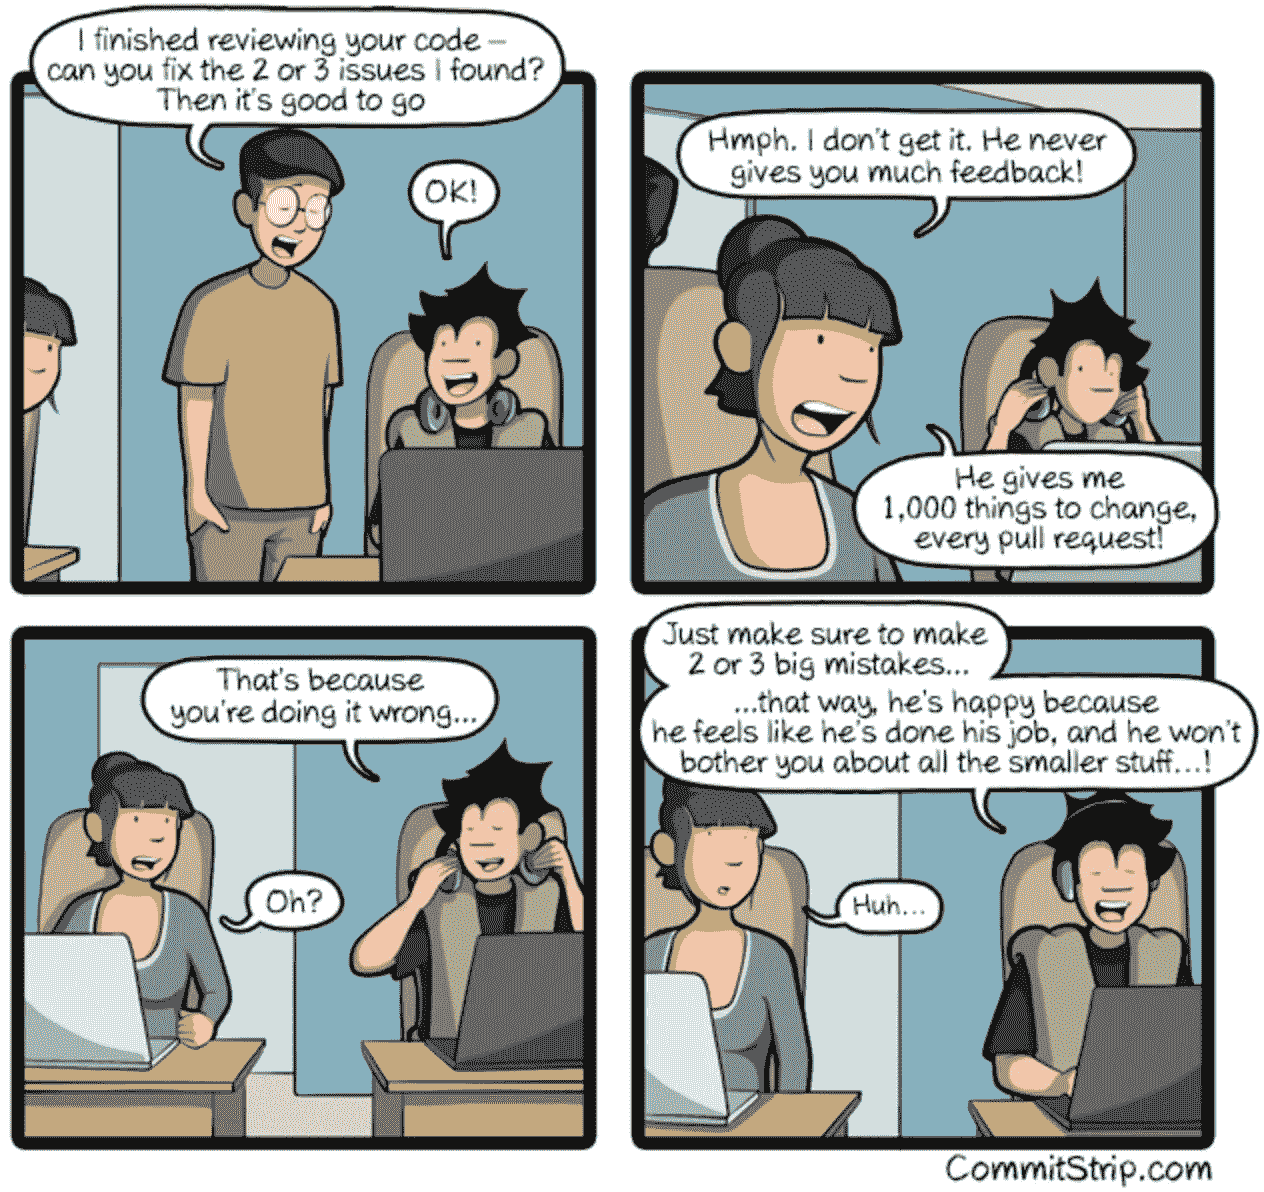 I finished reviewing your code –
can you fix the 2 or 3 issues I found?
Then it's good to go
OK!
Hmph. I don't get it. He never
gives you much feedback!
He gives me
1,000 things to change,
every pull request!
That's because
you're doing it wrong...
Oh?
Just make sure to make
2 or 3 big mistakes...
...that way, he's happy because
he feels like he's done his job, and he won't
bother you about all the smaller stuff...!
Huh...
CommitStrip.com